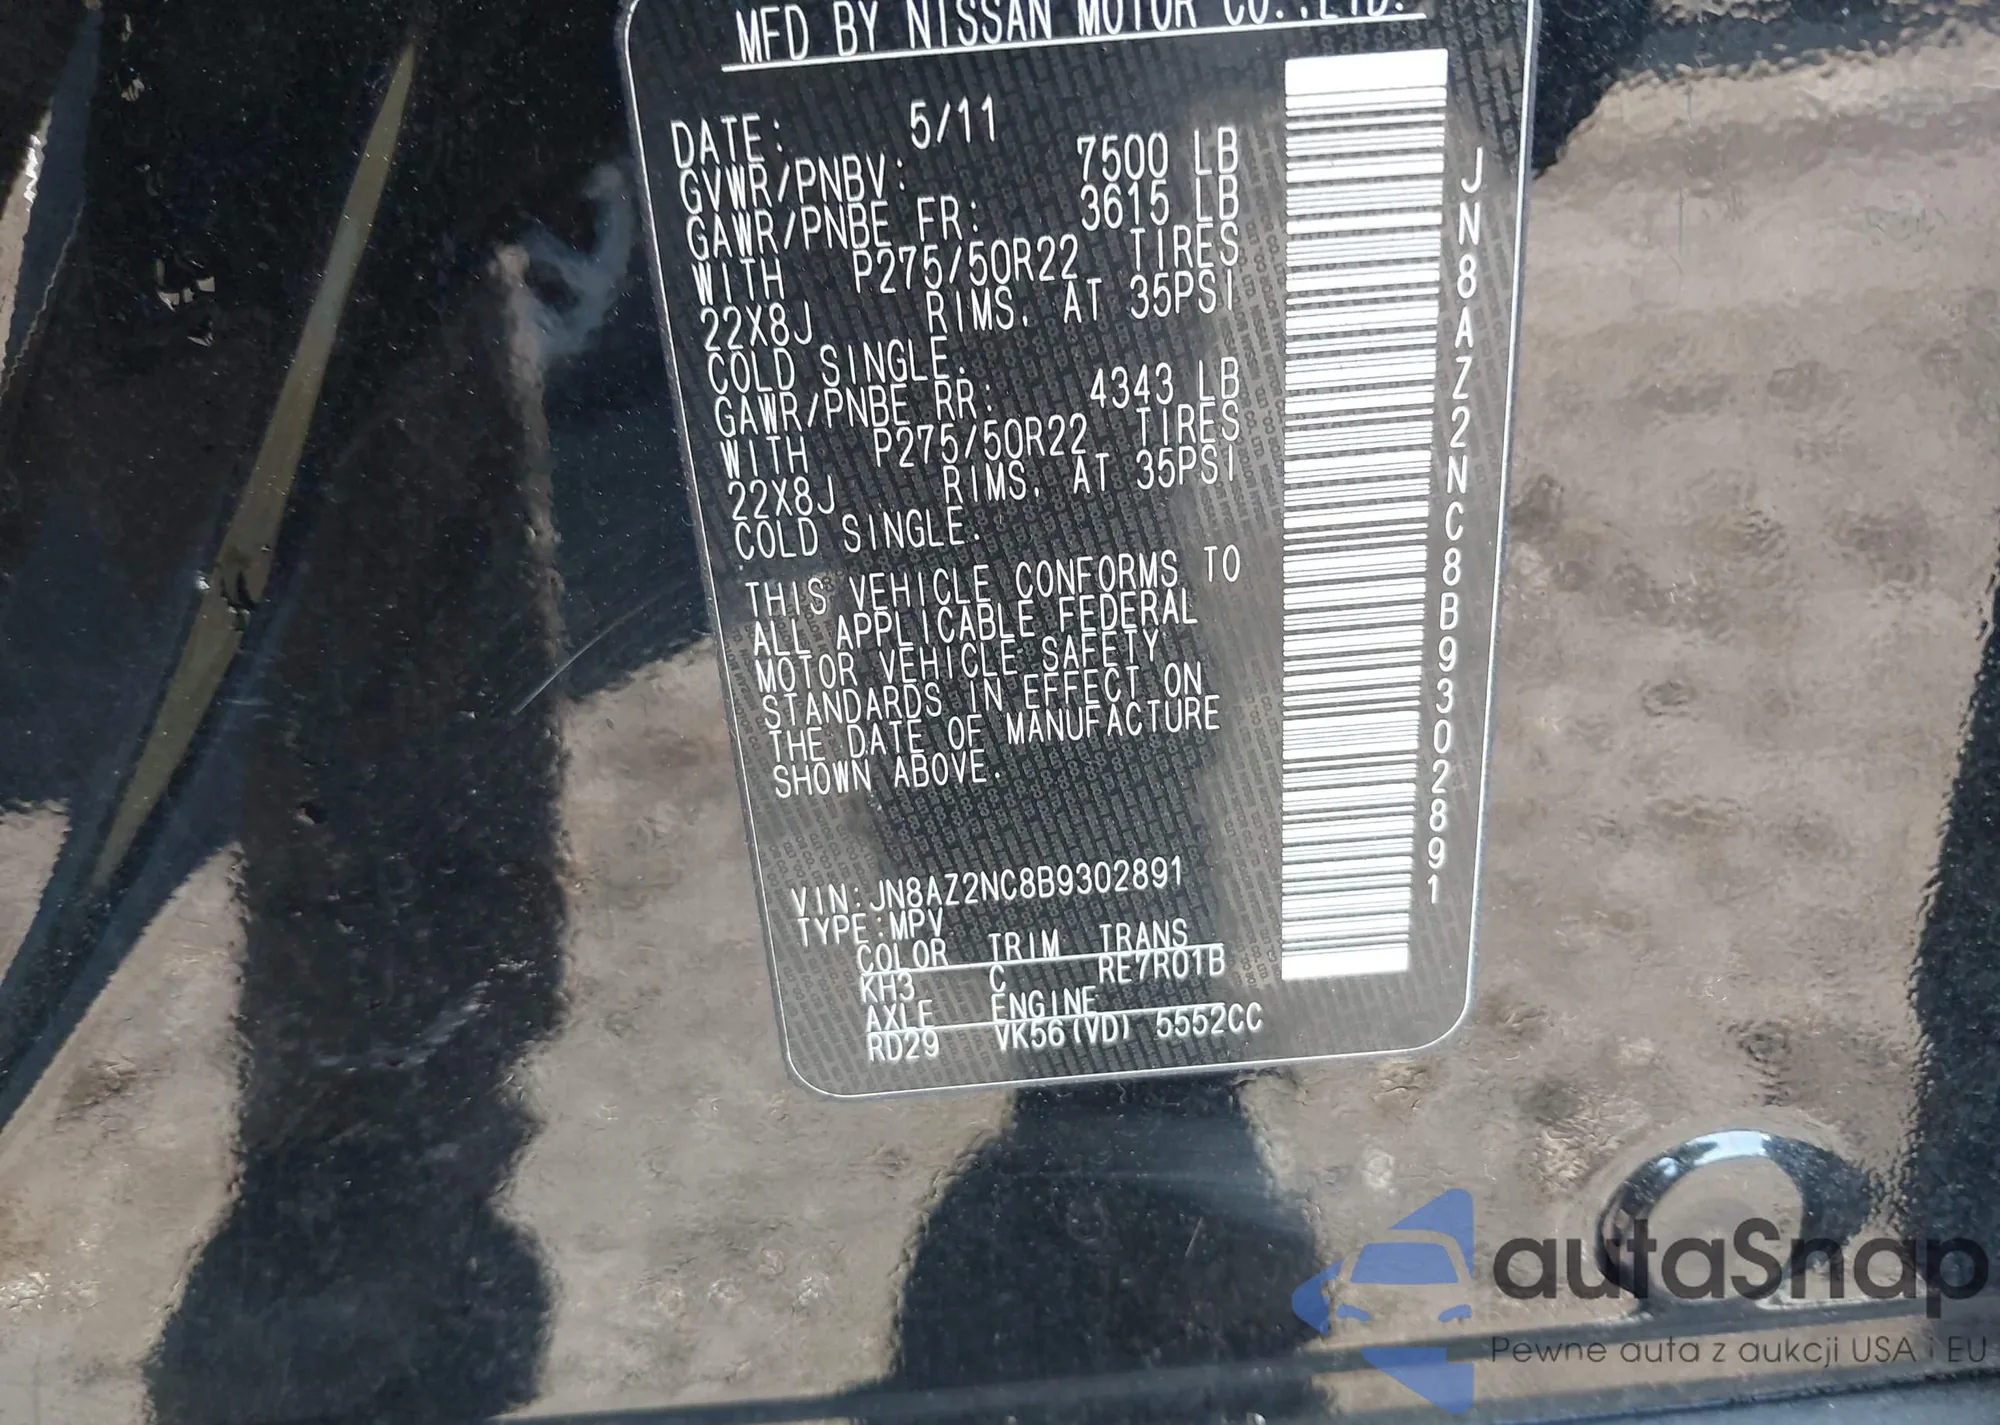 MFD BY NISSAN MOTOR CO.,LTD.
DATE: 5/11
GVWR/PNBV: 7500 LB
GAWR/PNBE FR: 3615 LB
WITH P275/50R22 TIRES
22X8J RIMS. AT 35PSI
COLD SINGLE.
GAWR/PNBE RR: 4343 LB
WITH P275/50R22 TIRES
22X8J RIMS. AT 35PSI
COLD SINGLE.
THIS VEHICLE CONFORMS TO
ALL APPLICABLE FEDERAL
MOTOR VEHICLE SAFETY
STANDARDS IN EFFECT ON
THE DATE OF MANUFACTURE
SHOWN ABOVE.
VIN:JN8AZ2NC8B9302891
TYPE:MPV
COLOR TRIM TRANS
KH3 C RE7R01B
AXLE ENGINE
RD29 VK56(VD) 5552CC
JN8AZ2NC8B9302891
autaSnap
Pewne auta z aukcji USA i EU